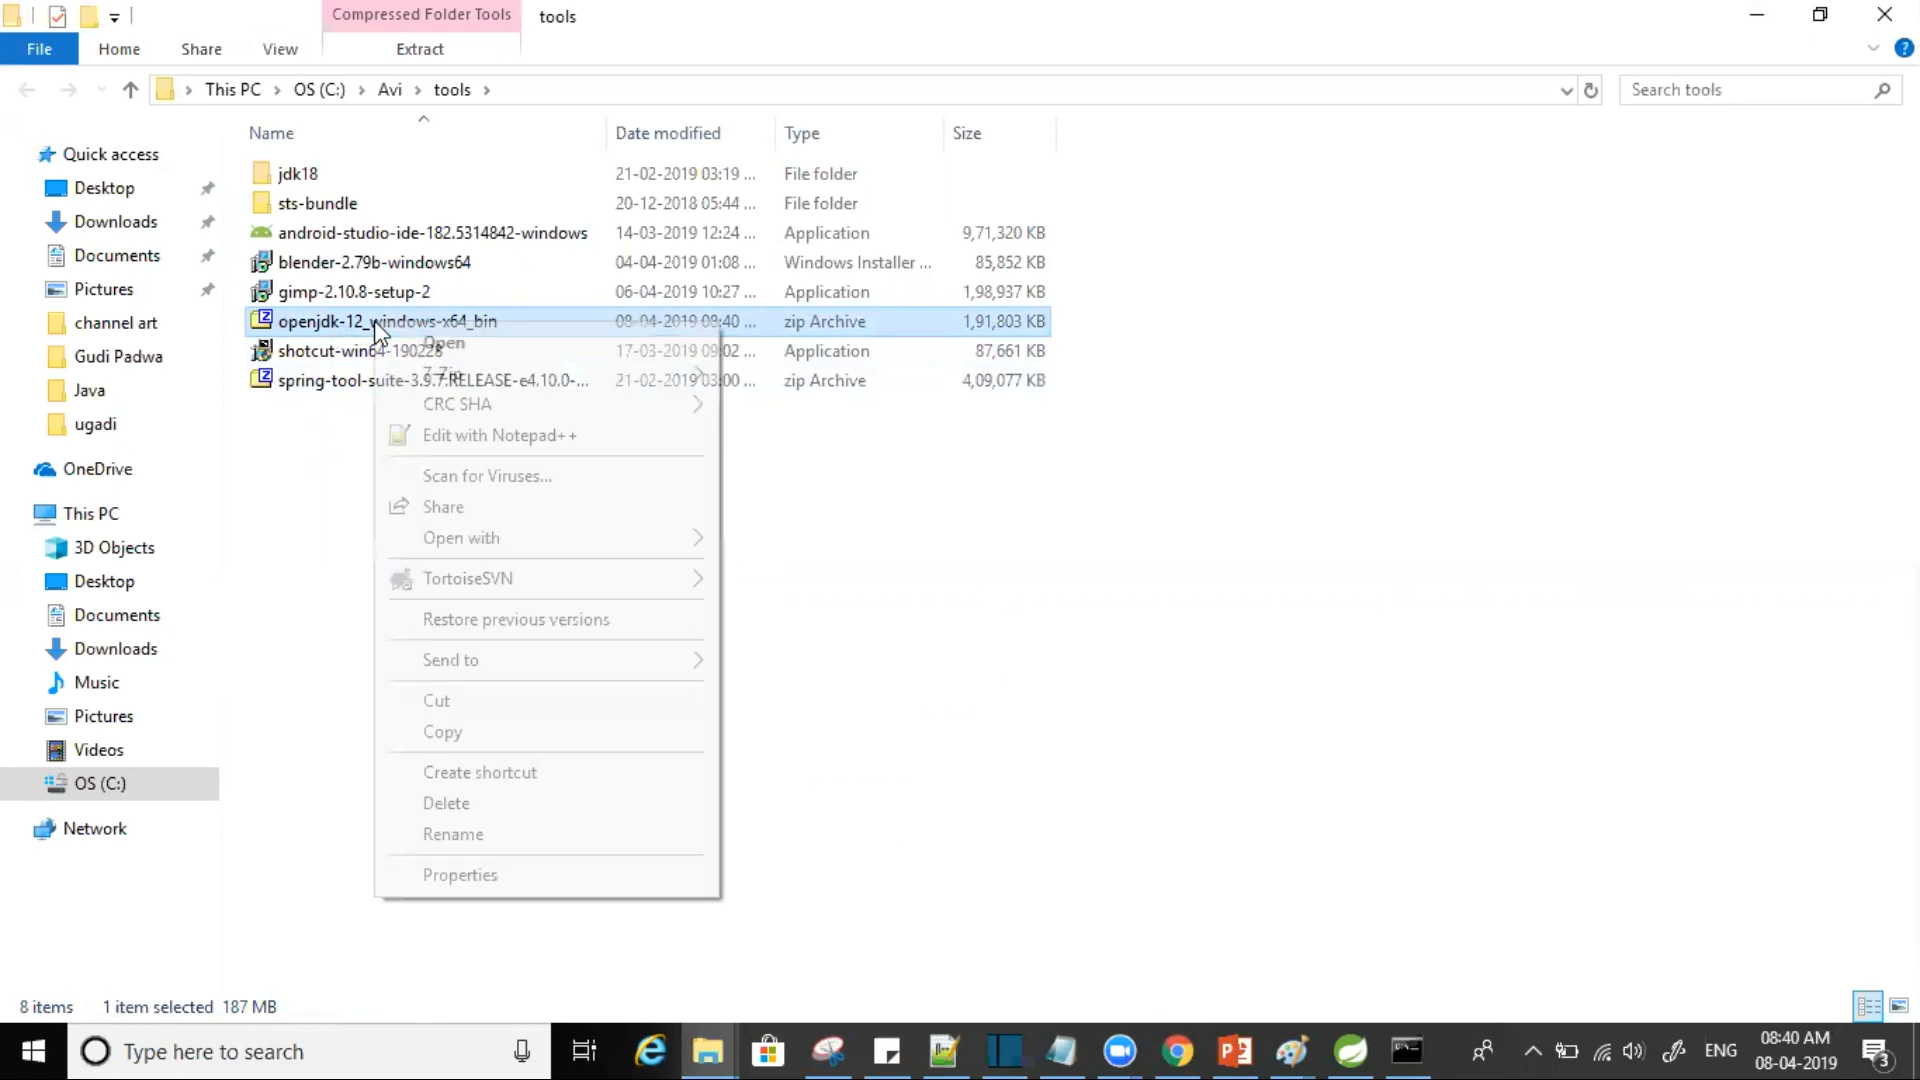 Compressed Folder Tools
tools
File
Home
Share
View
Extract
This PC
OS (C:)
Avi
tools
Search tools
Name
Date modified
Type
Size
jdk18 21-02-2019 03:19 ... File folder
sts-bundle 20-12-2018 05:44 ... File folder
android-studio-ide-182.5314842-windows 14-03-2019 12:24 ... Application 9,71,320 KB
blender-2.79b-windows64 04-04-2019 01:08 ... Windows Installer ... 85,852 KB
gimp-2.10.8-setup-2 06-04-2019 10:27 ... Application 1,98,937 KB
openjdk-12_windows-x64_bin 08-04-2019 08:40 ... zip Archive 1,91,803 KB
shotcut-win64-190228 17-03-2019 09:02 ... Application 87,661 KB
spring-tool-suite-3.9.7.RELEASE-e4.10.0-... 21-02-2019 03:00 ... zip Archive 4,09,077 KB
Quick access
Desktop
Downloads
Documents
Pictures
channel art
Gudi Padwa
Java
ugadi
OneDrive
This PC
3D Objects
Desktop
Documents
Downloads
Music
Pictures
Videos
OS (C:)
Network
Open
7-Zip
CRC SHA
Edit with Notepad++
Scan for Viruses...
Share
Open with
TortoiseSVN
Restore previous versions
Send to
Cut
Copy
Create shortcut
Delete
Rename
Properties
8 items 1 item selected 187 MB
Type here to search
ENG
08:40 AM
08-04-2019
3